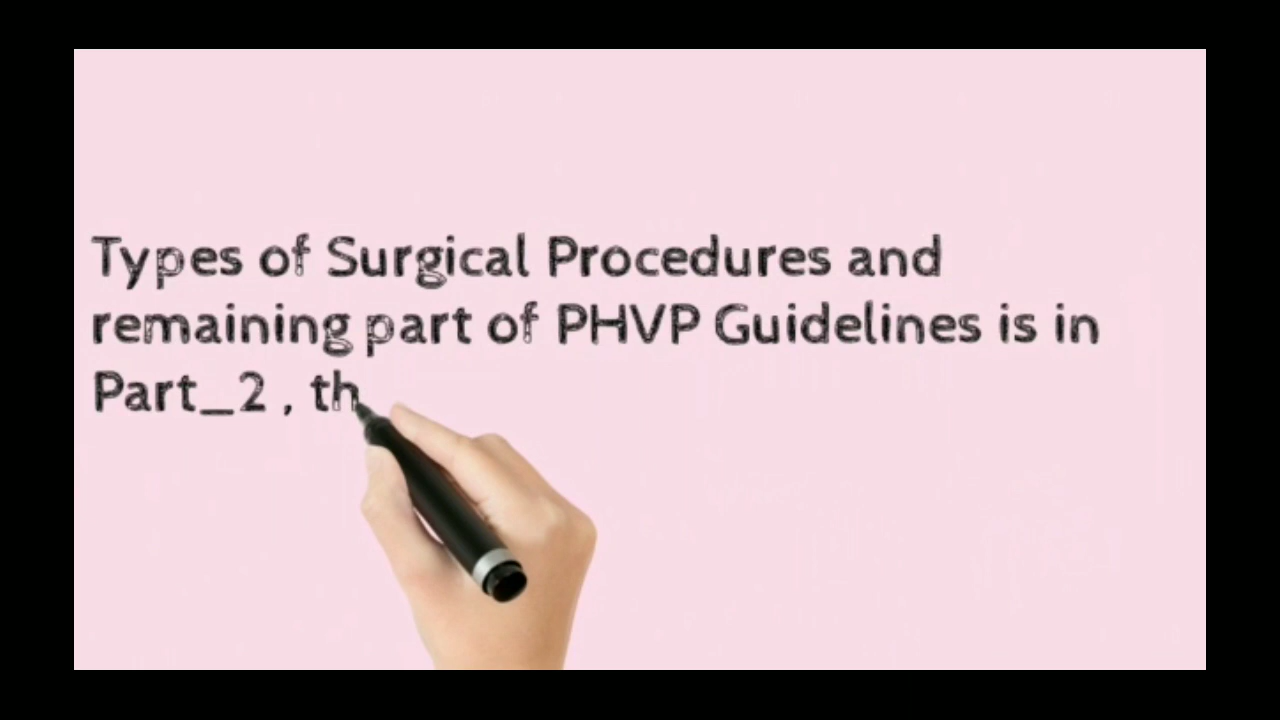 Types of Surgical Procedures and
remaining part of PHVP Guidelines is in
Part_2 , th